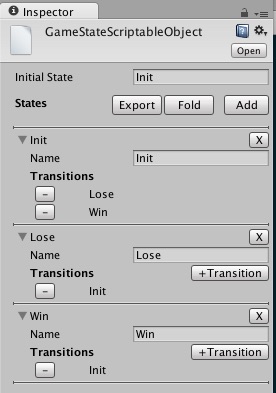 Inspector
GameStateScriptableObject
Open
Initial State Init
States Export Fold Add
Init X
Name Init
Transitions
- Lose
- Win
Lose X
Name Lose
Transitions +Transition
- Init
Win X
Name Win
Transitions +Transition
- Init